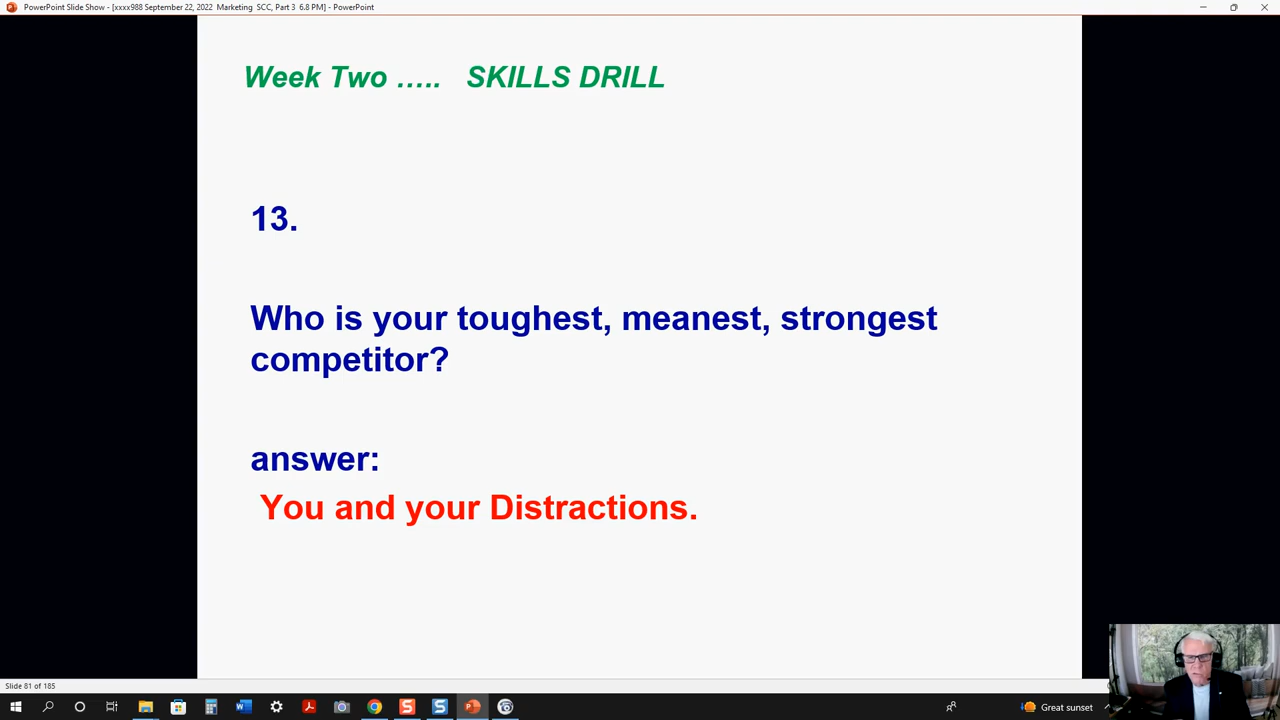 PowerPoint Slide Show - [xxxx988 September 22, 2022  Marketing  SCC, Part 3  6.8 PM] - PowerPoint
Week Two ….. SKILLS DRILL
13.
Who is your toughest, meanest, strongest
competitor?
answer:
You and your Distractions.
Slide 81 of 185
Great sunset